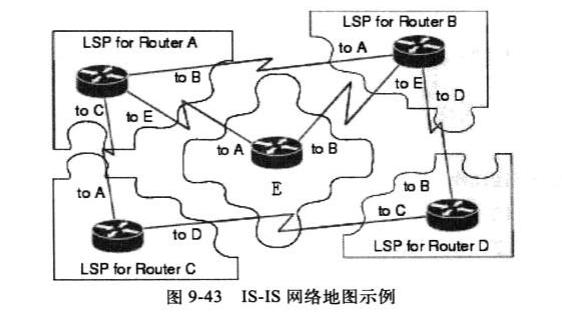 LSP for Router A
LSP for Router B
to A
to B
to E
to D
to C
to E
to A
to B
E
to A
to B
to C
to D
LSP for Router D
LSP for Router C
图 9-43 IS-IS 网络地图示例